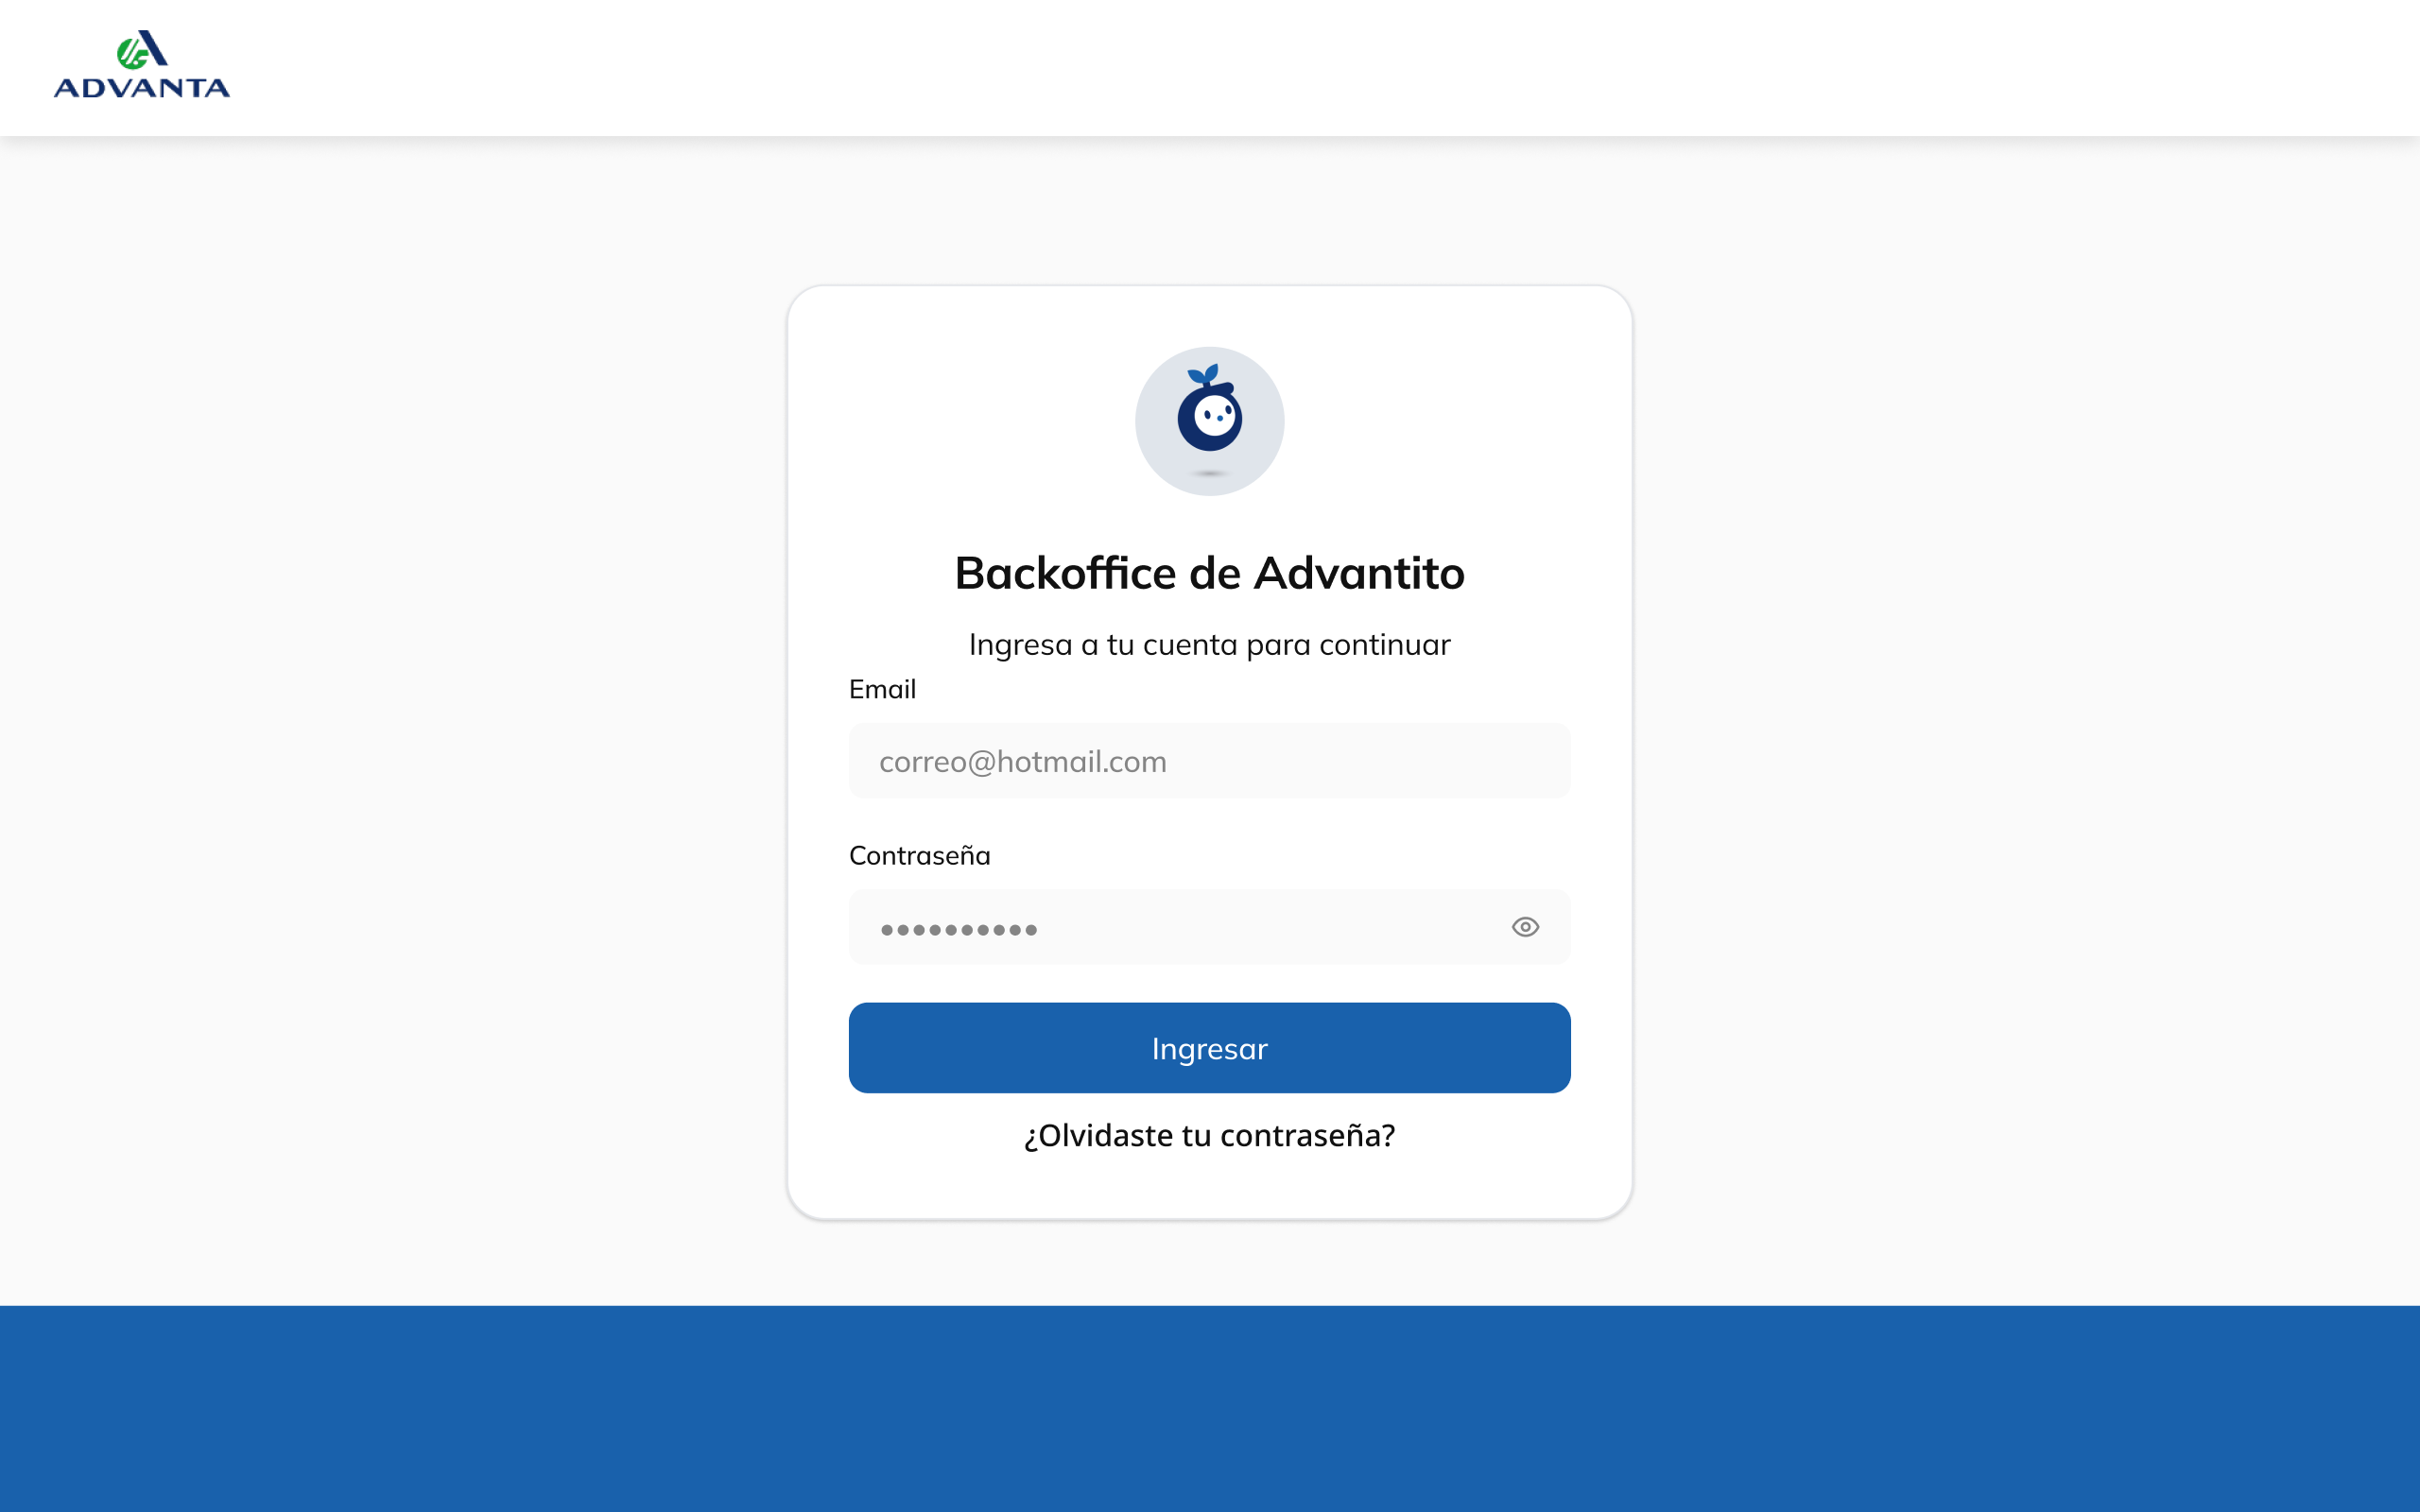 ADVANTA
Backoffice de Advantito
Ingresa a tu cuenta para continuar
Email
correo@hotmail.com
Contraseña
••••••••••
Ingresar
¿Olvidaste tu contraseña?